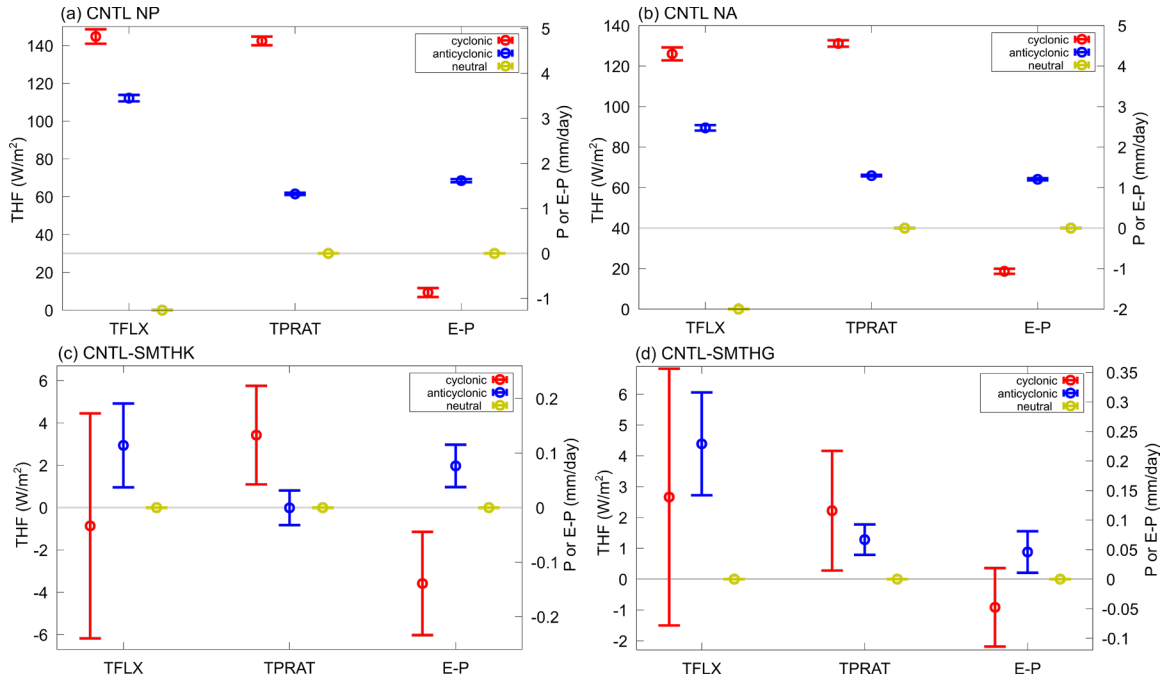 (a) CNTL NP
THF (W/m²)
140
120
100
80
60
40
20
0
cyclonic
anticyclonic
neutral
5
4
3
2
1
0
-1
P or E-P (mm/day)
TFLX TPRAT E-P
(b) CNTL NA
THF (W/m²)
140
120
100
80
60
40
20
0
cyclonic
anticyclonic
neutral
5
4
3
2
1
0
-1
-2
P or E-P (mm/day)
TFLX TPRAT E-P
(c) CNTL-SMTHK
THF (W/m²)
6
4
2
0
-2
-4
-6
cyclonic
anticyclonic
neutral
0.2
0.1
0
-0.1
-0.2
P or E-P (mm/day)
TFLX TPRAT E-P
(d) CNTL-SMTHG
THF (W/m²)
6
5
4
3
2
1
0
-1
-2
cyclonic
anticyclonic
neutral
0.35
0.3
0.25
0.2
0.15
0.1
0.05
0
-0.05
-0.1
P or E-P (mm/day)
TFLX TPRAT E-P